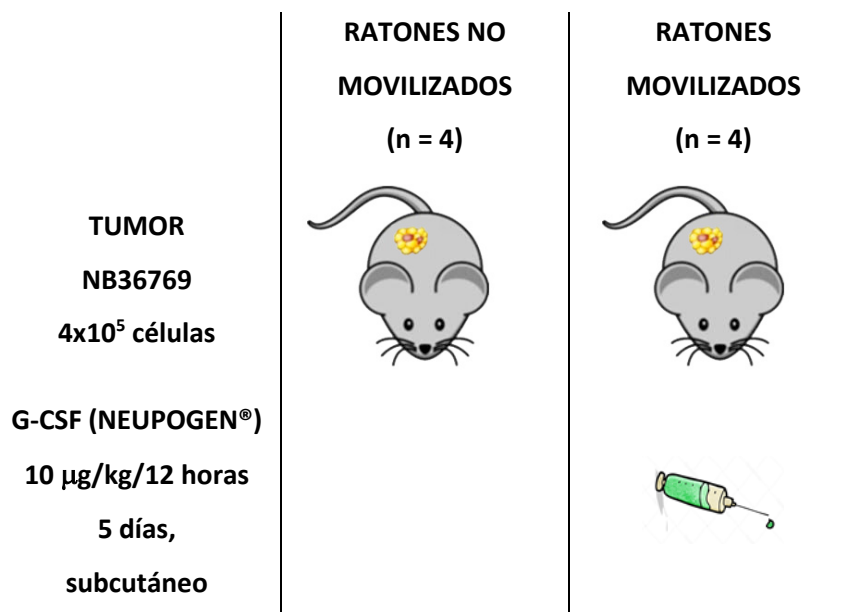 RATONES NO
MOVILIZADOS
(n = 4)
RATONES
MOVILIZADOS
(n = 4)
TUMOR
NB36769
4x10⁵ células
G-CSF (NEUPOGEN®)
10 μg/kg/12 horas
5 días,
subcutáneo